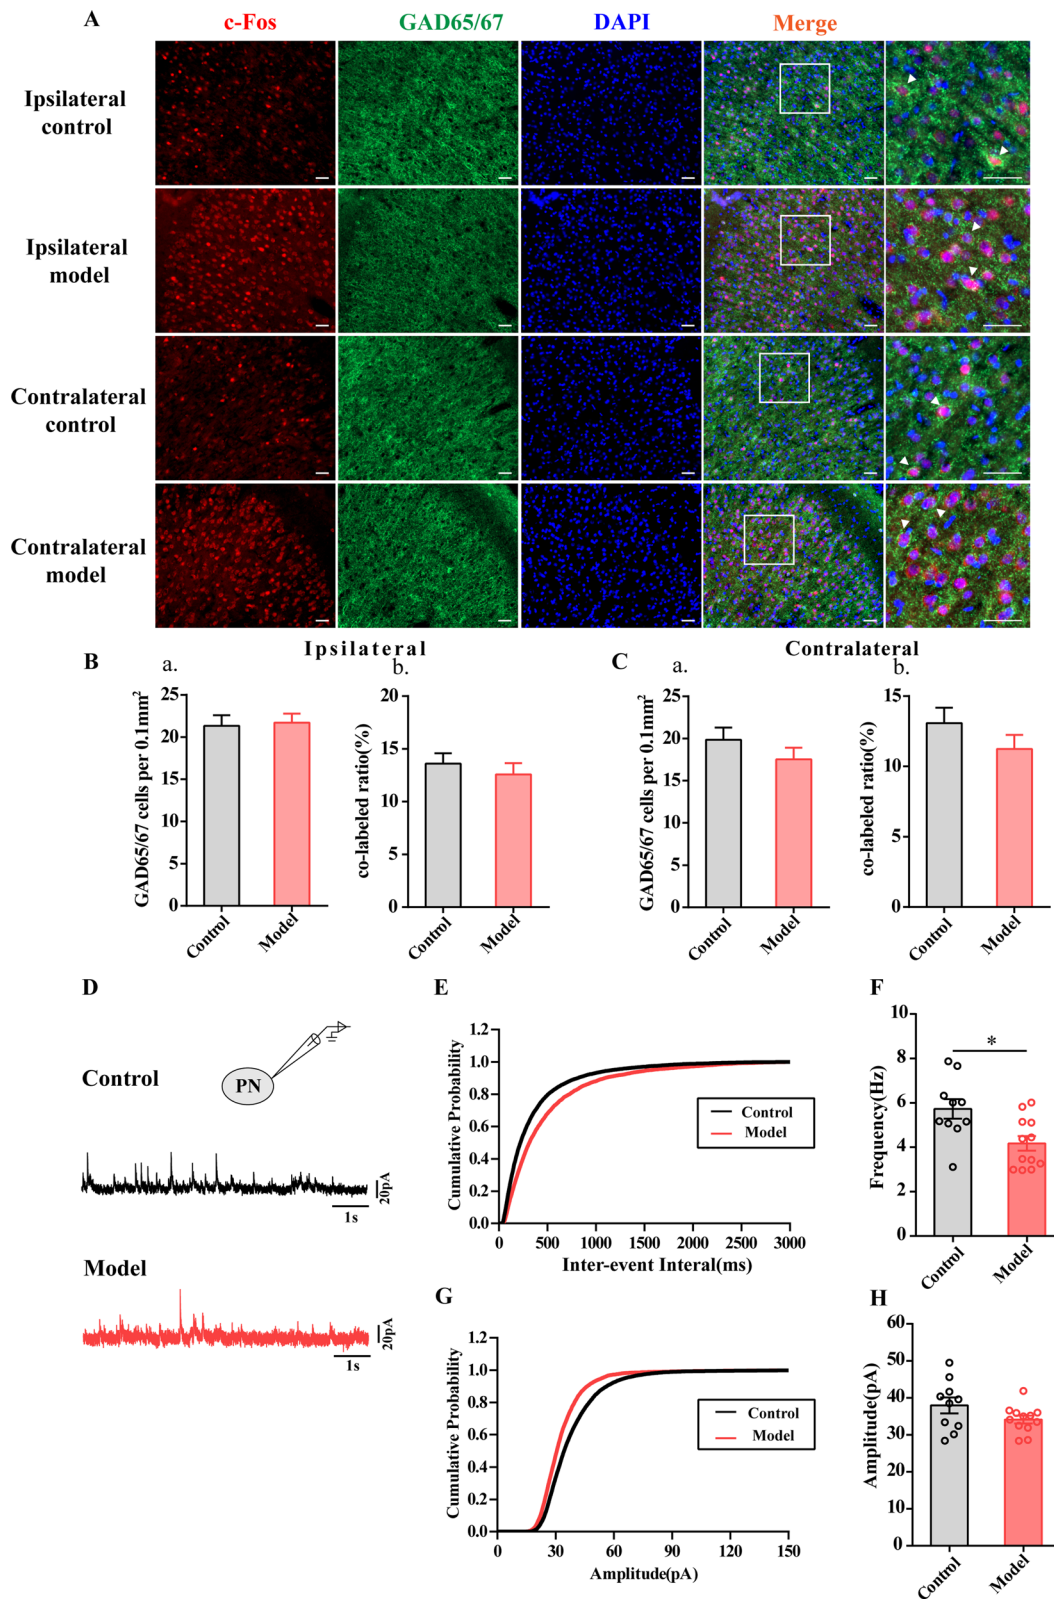 A
c-Fos GAD65/67 DAPI Merge
Ipsilateral
control
Ipsilateral
model
Contralateral
control
Contralateral
model
B
Ipsilateral
a.
GAD65/67 cells per 0.1mm²
25
20
15
10
5
0
Control
Model
b.
co-labeled ratio(%)
20
15
10
5
0
Control
Model
C
Contralateral
a.
GAD65/67 cells per 0.1mm²
25
20
15
10
5
0
Control
Model
b.
co-labeled ratio(%)
15
10
5
0
Control
Model
D
Control
PN
20pA
1s
Model
20pA
1s
E
Cumulative Probability
1.2
1.0
0.8
0.6
0.4
0.2
0.0
0 500 1000 1500 2000 2500 3000
Inter-event Interal(ms)
Control
Model
F
Frequency(Hz)
10
8
6
4
2
0
*
Control
Model
G
Cumulative Probability
1.2
1.0
0.8
0.6
0.4
0.2
0.0
0 30 60 90 120 150
Amplitude(pA)
Control
Model
H
Amplitude(pA)
60
50
40
30
20
10
0
Control
Model